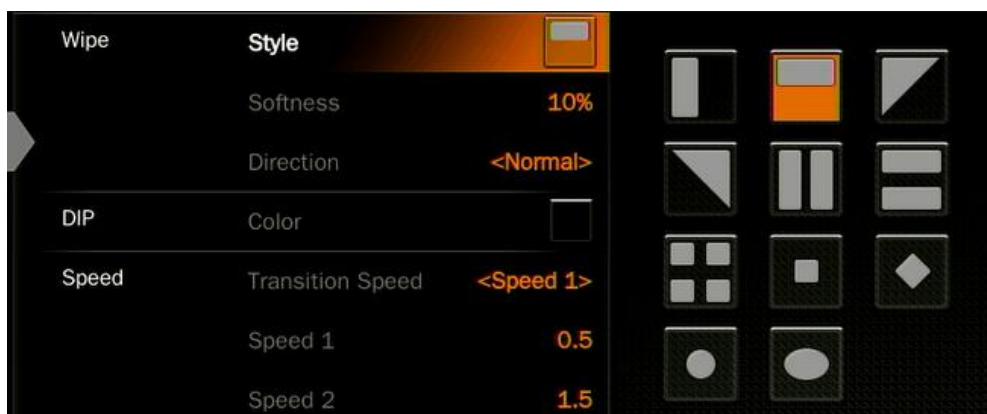 Wipe Style
Softness 10%
Direction <Normal>
DIP Color
Speed Transition Speed <Speed 1>
Speed 1 0.5
Speed 2 1.5